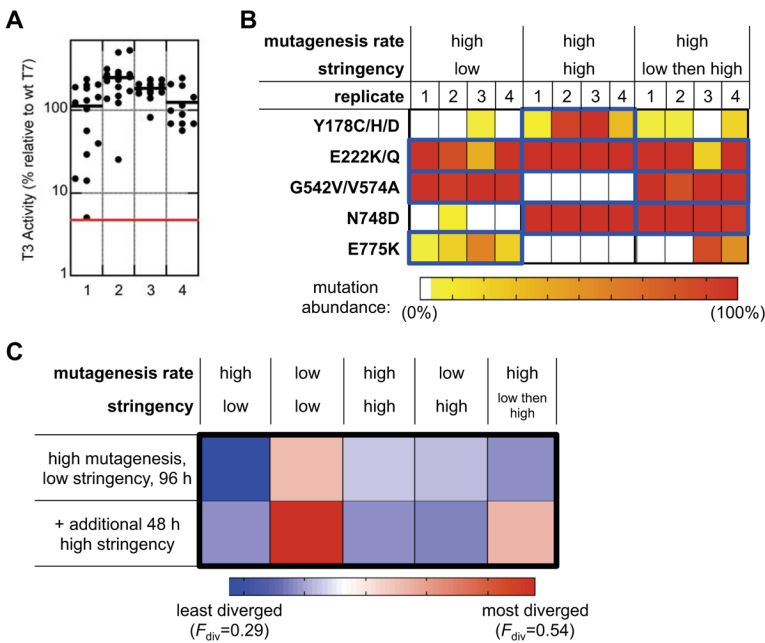 A
T3 Activity (% relative to wt T7)
100
10
1
1 2 3 4
B
mutagenesis rate high high high
stringency low high low then high
replicate 1 2 3 4 1 2 3 4 1 2 3 4
Y178C/H/D
E222K/Q
G542V/V574A
N748D
E775K
mutation
abundance: (0%) (100%)
C
mutagenesis rate high low high low high
stringency low low high high low then
high
high mutagenesis,
low stringency, 96 h
+ additional 48 h
high stringency
least diverged most diverged
(Fdiv=0.29) (Fdiv=0.54)